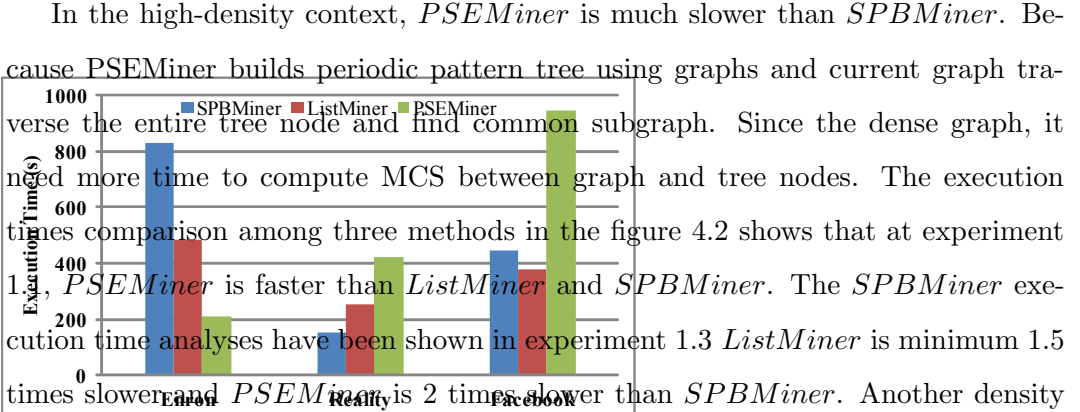 In the high-density context, PSEMiner is much slower than SPBMiner. Be-
cause PSEMiner builds periodic pattern tree using graphs and current graph tra-
1000
SPBMiner ListMiner PSEMiner
verse the entire tree node and find common subgraph. Since the dense graph, it
800
need more time to compute MCS between graph and tree nodes. The execution
600
Execution Time (s)
times comparison among three methods in the figure 4.2 shows that at experiment
400
1.1, PSEMiner is faster than ListMiner and SPBMiner. The SPBMiner exe-
200
cution time analyses have been shown in experiment 1.3 ListMiner is minimum 1.5
0
times slower and PSEMiner is 2 times slower than SPBMiner. Another density
Enron Reality Facebook